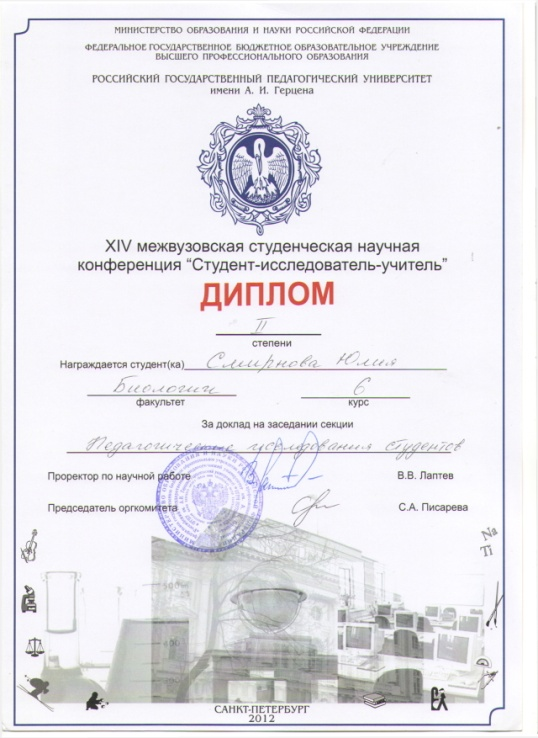 МИНИСТЕРСТВО ОБРАЗОВАНИЯ И НАУКИ РОССИЙСКОЙ ФЕДЕРАЦИИ
ФЕДЕРАЛЬНОЕ ГОСУДАРСТВЕННОЕ БЮДЖЕТНОЕ ОБРАЗОВАТЕЛЬНОЕ УЧРЕЖДЕНИЕ
ВЫСШЕГО ПРОФЕССИОНАЛЬНОГО ОБРАЗОВАНИЯ
РОССИЙСКИЙ ГОСУДАРСТВЕННЫЙ ПЕДАГОГИЧЕСКИЙ УНИВЕРСИТЕТ
имени А. И. Герцена
XIV межвузовская студенческая научная
конференция “Студент-исследователь-учитель”
ДИПЛОМ
II
степени
Награждается студент(ка) Смирнова Юлия
Биологии 6
факультет курс
За доклад на заседании секции
Педагогические исследования студентов
Проректор по научной работе В.В. Лаптев
Председатель оргкомитета С.А. Писарева
Na
Ti
САНКТ-ПЕТЕРБУРГ
2012